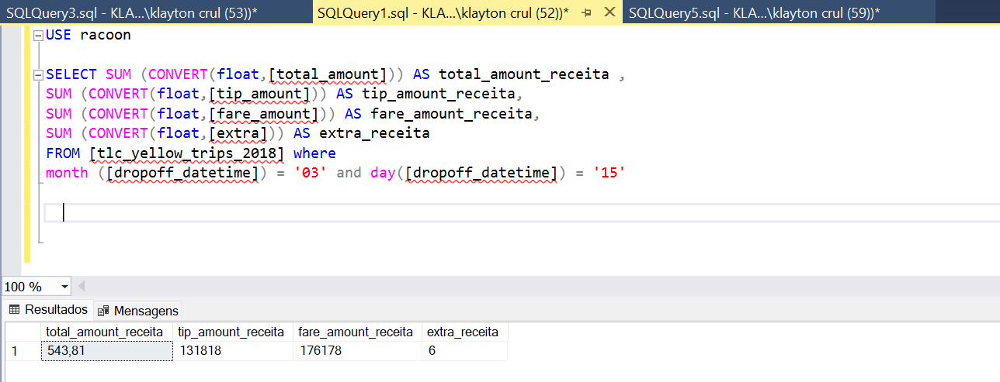 SQLQuery3.sql - KLA...\klayton crul (53))* SQLQuery1.sql - KLA...\klayton crul (52))* SQLQuery5.sql - KLA...\klayton crul (59))*
USE racoon
SELECT SUM (CONVERT(float,[total_amount])) AS total_amount_receita ,
SUM (CONVERT(float,[tip_amount])) AS tip_amount_receita,
SUM (CONVERT(float,[fare_amount])) AS fare_amount_receita,
SUM (CONVERT(float,[extra])) AS extra_receita
FROM [tlc_yellow_trips_2018] where
month ([dropoff_datetime]) = '03' and day([dropoff_datetime]) = '15'
100 %
Resultados Mensagens
total_amount_receita tip_amount_receita fare_amount_receita extra_receita
1 543,81 131818 176178 6